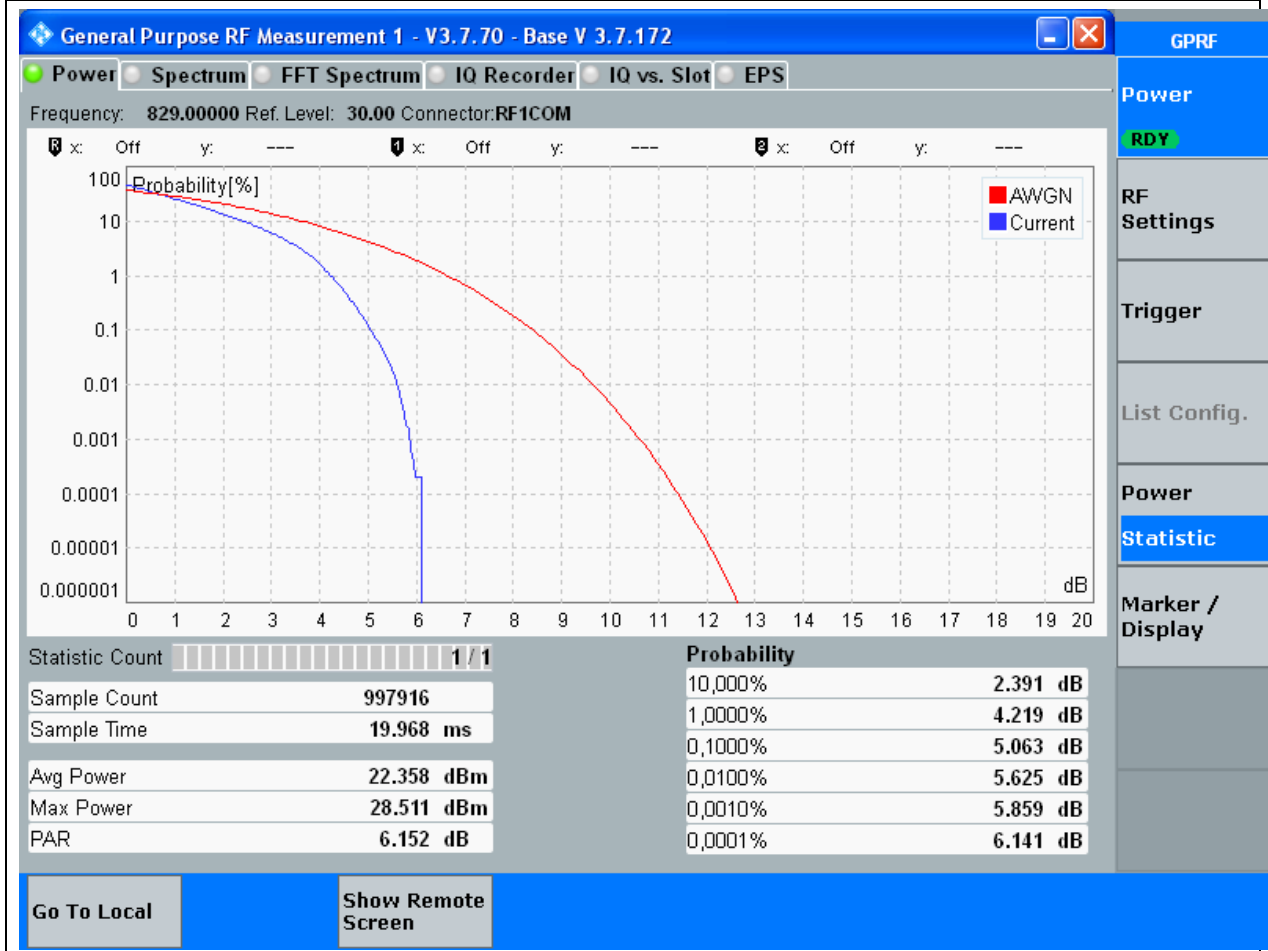 General Purpose RF Measurement 1 - V3.7.70 - Base V 3.7.172
GPRF
Power Spectrum FFT Spectrum IQ Recorder IQ vs. Slot EPS
Frequency: 829.00000 Ref. Level: 30.00 Connector:RF1COM
R x: Off y: --- 1 x: Off y: --- 2 x: Off y: ---
Probability[%]
AWGN
Current
100
10
1
0.1
0.01
0.001
0.0001
0.00001
0.000001
dB
0 1 2 3 4 5 6 7 8 9 10 11 12 13 14 15 16 17 18 19 20
Statistic Count 1 / 1
Sample Count 997916
Sample Time 19.968 ms
Avg Power 22.358 dBm
Max Power 28.511 dBm
PAR 6.152 dB
Probability
10,000% 2.391 dB
1,0000% 4.219 dB
0,1000% 5.063 dB
0,0100% 5.625 dB
0,0010% 5.859 dB
0,0001% 6.141 dB
Power
RDY
RF
Settings
Trigger
List Config.
Power
Statistic
Marker /
Display
Go To Local
Show Remote
Screen